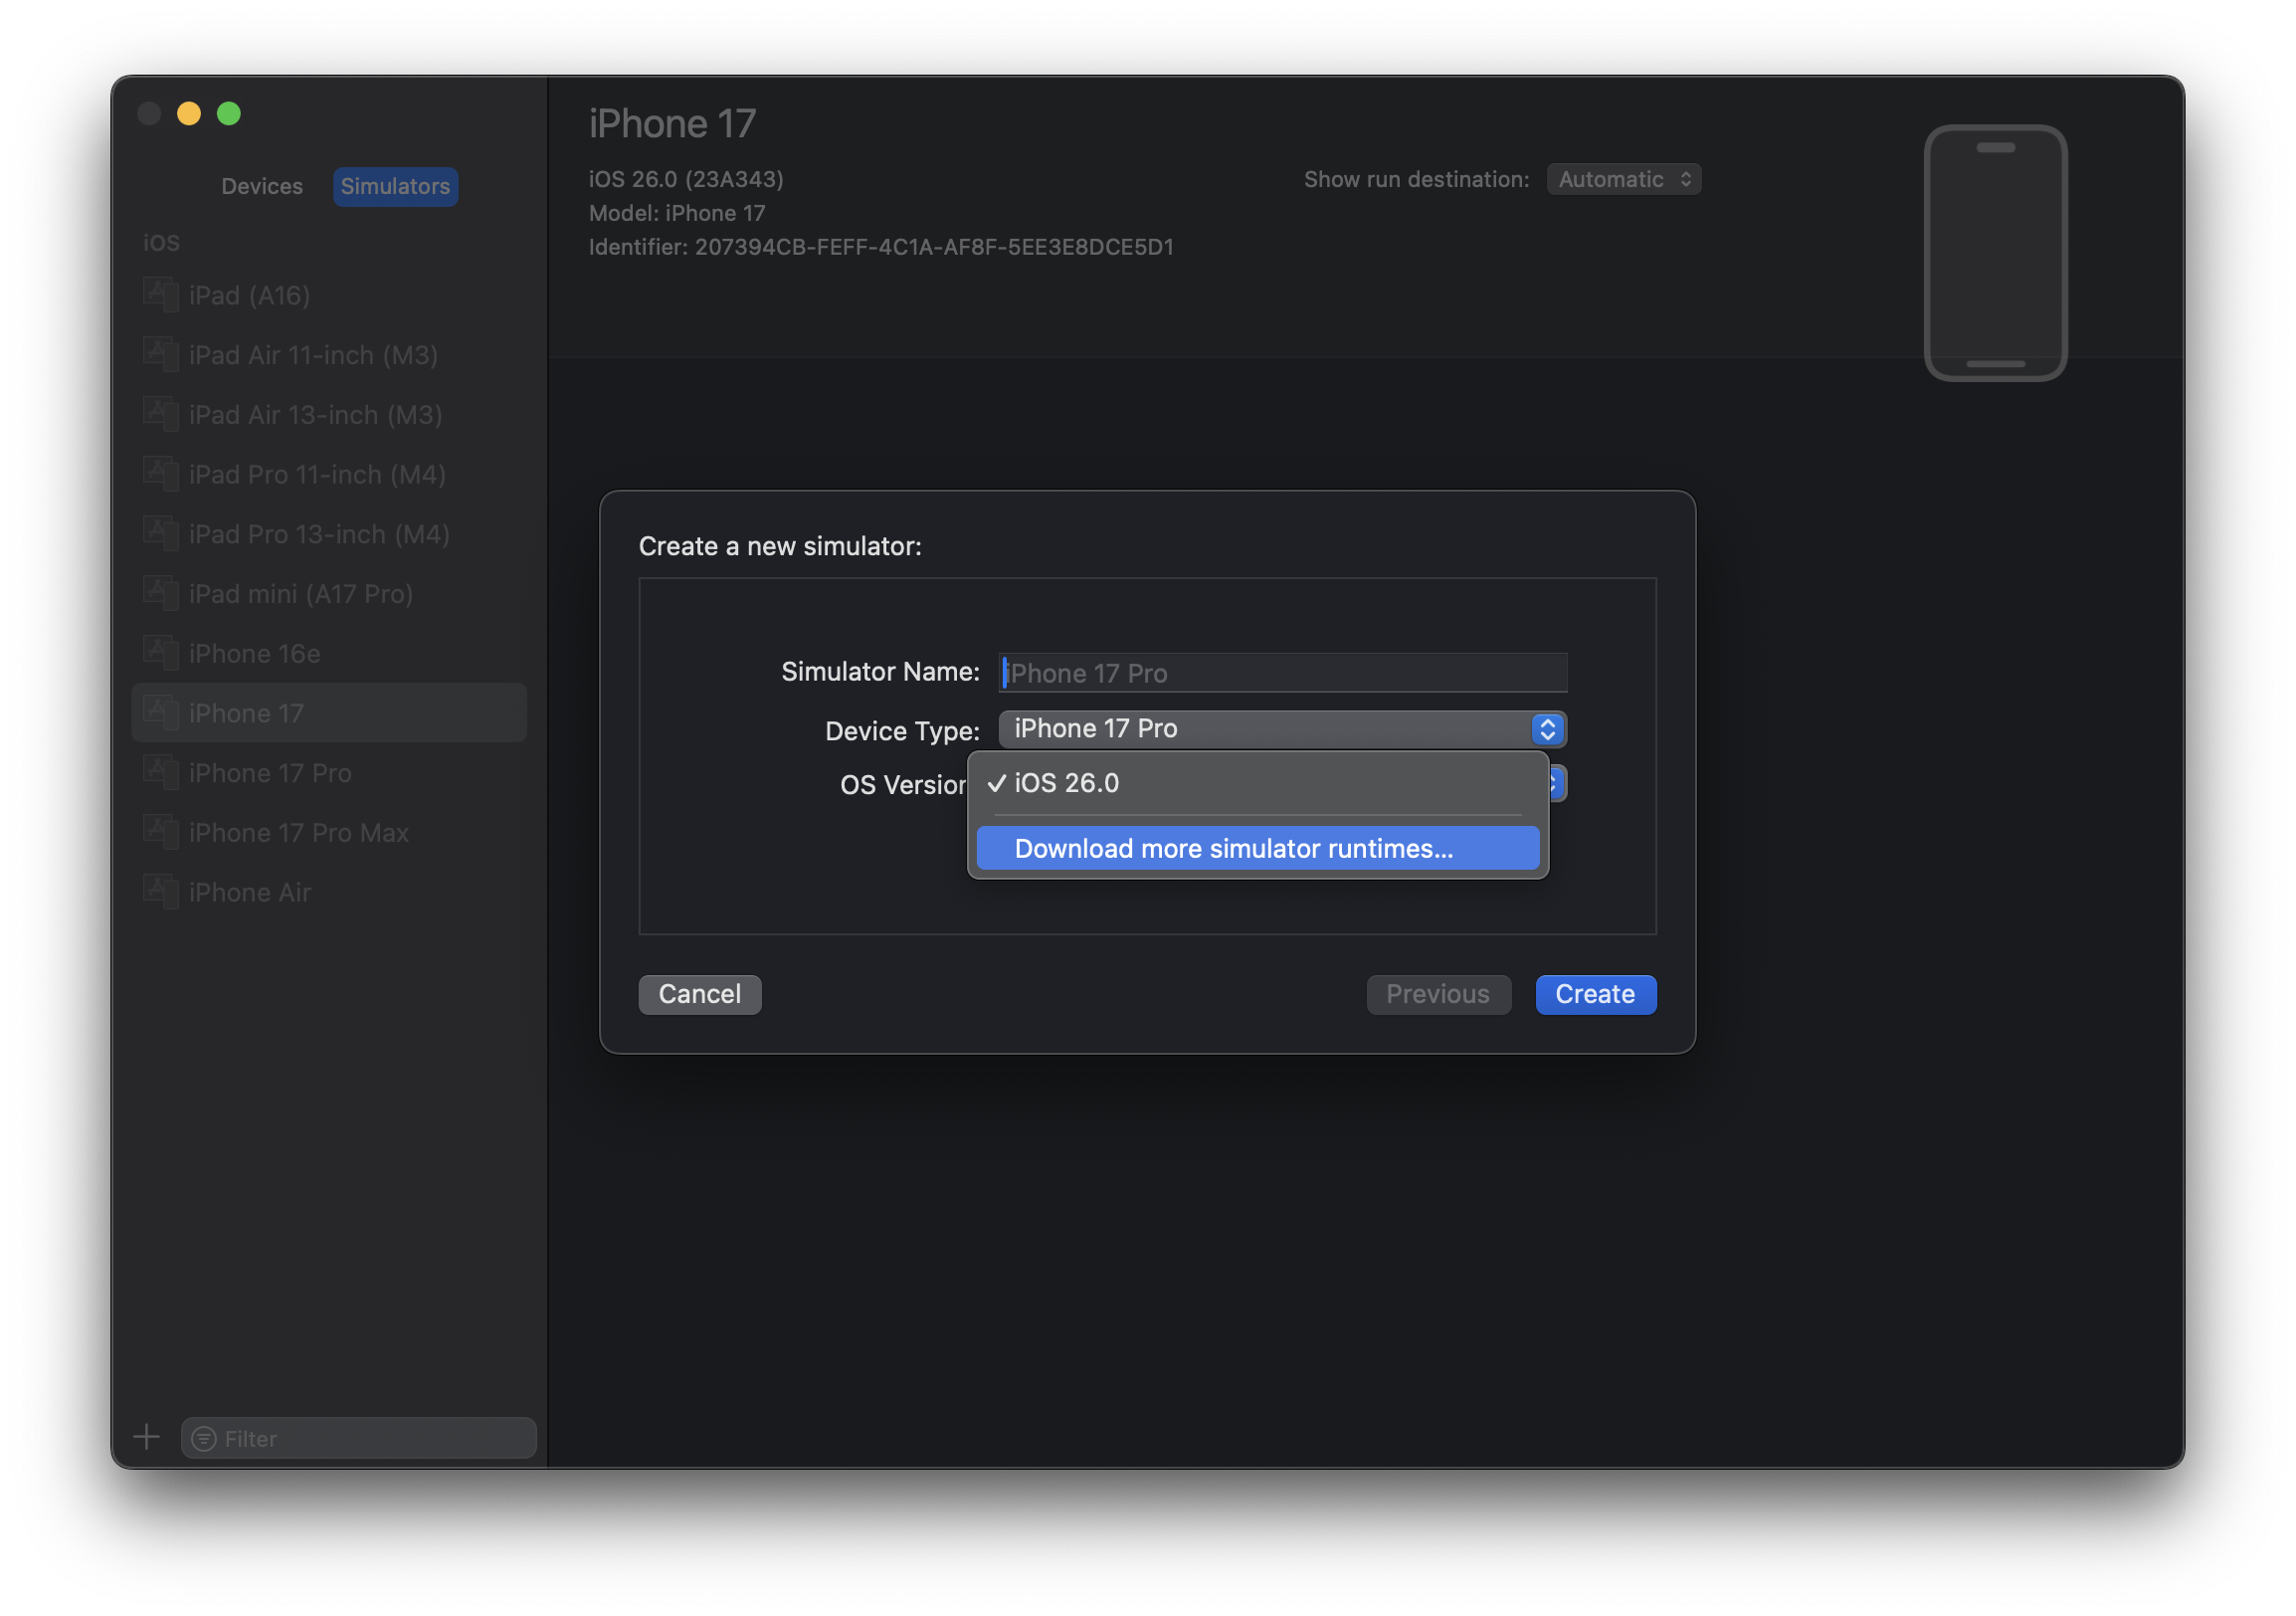 Devices
Simulators
iOS
iPad (A16)
iPad Air 11-inch (M3)
iPad Air 13-inch (M3)
iPad Pro 11-inch (M4)
iPad Pro 13-inch (M4)
iPad mini (A17 Pro)
iPhone 16e
iPhone 17
iPhone 17 Pro
iPhone 17 Pro Max
iPhone Air
Filter
iPhone 17
iOS 26.0 (23A343)
Model: iPhone 17
Identifier: 207394CB-FEFF-4C1A-AF8F-5EE3E8DCE5D1
Show run destination: Automatic
Create a new simulator:
Simulator Name: iPhone 17 Pro
Device Type: iPhone 17 Pro
OS Version
✓ iOS 26.0
Download more simulator runtimes...
Cancel
Previous
Create